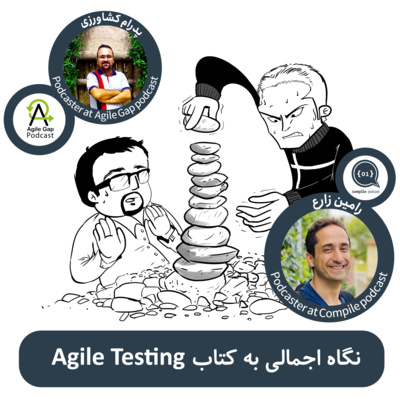 پدرام کشاورزی
Podcaster at Agile Gap podcast
Agile Gap
Podcast
{01}
compile podcast
رامین زارع
Podcaster at Compile podcast
نگاه اجمالی به کتاب Agile Testing